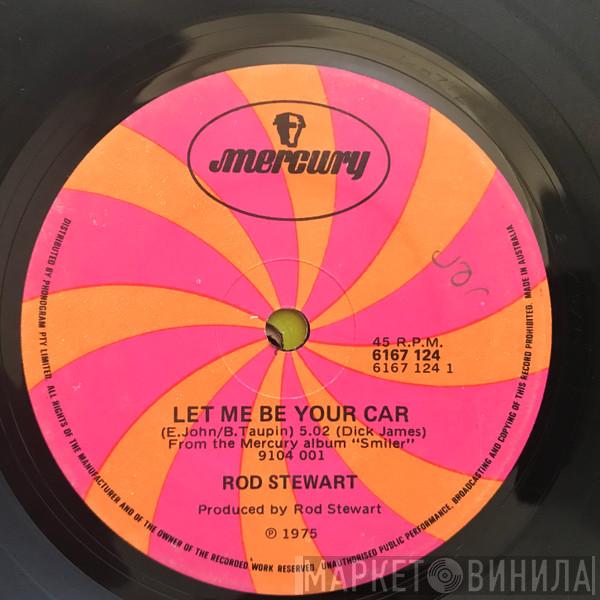 mercury
45 R.P.M.
6167 124
6167 124 1
LET ME BE YOUR CAR
(E.John/B.Taupin) 5.02 (Dick James)
From the Mercury album "Smiler"
9104 001
ROD STEWART
Produced by Rod Stewart
℗ 1975
DISTRIBUTED BY PHONOGRAM PTY LIMITED. ALL RIGHTS OF THE MANUFACTURER AND OF THE OWNER OF THE RECORDED WORK RESERVED. UNAUTHORISED PUBLIC PERFORMANCE, BROADCASTING AND COPYING OF THIS RECORD PROHIBITED. MADE IN AUSTRALIA.
МАРКЕТ ВИНИЛА